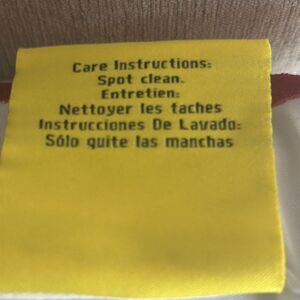 Care Instructions:
Spot clean.
Entretien:
Nettoyer les taches
Instrucciones De Lavado:
Sólo quite las manchas